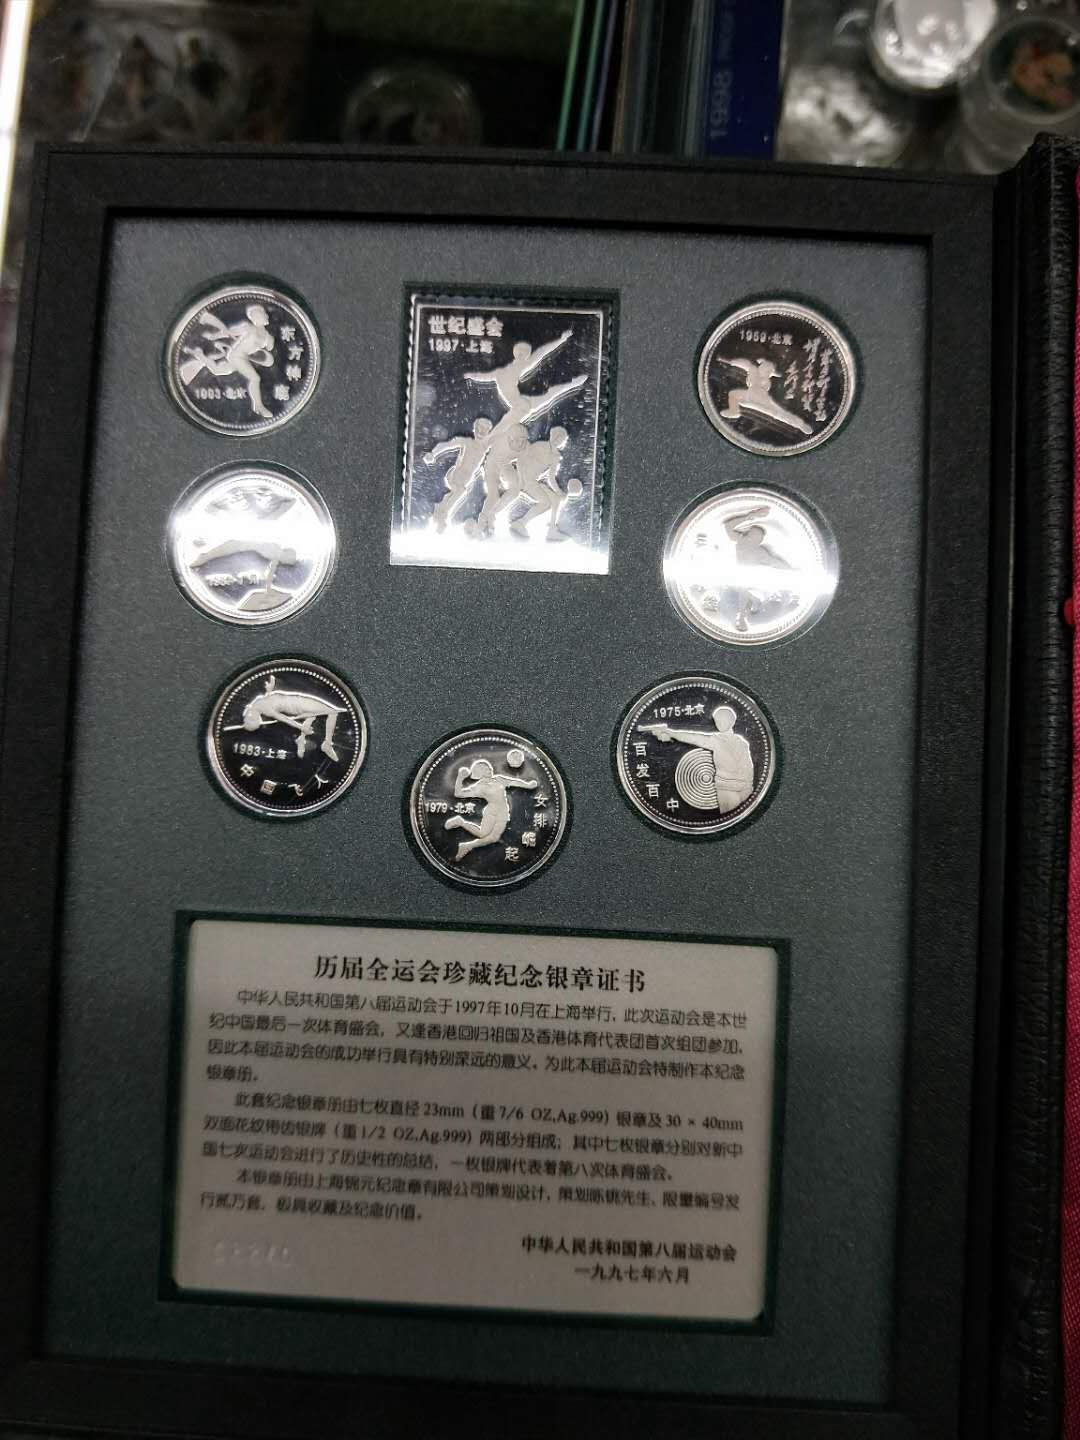 1998
世纪盛会
1997·上海
东方神鹿
1993·北京
1959·北京
1983·上海
中国飞人
1979·北京
女排崛起
1975·北京
百发百中
历届全运会珍藏纪念银章证书
中华人民共和国第八届运动会于1997年10月在上海举行，此次运动会是本世
纪中国最后一次体育盛会，又逢香港回归祖国及香港体育代表团首次组团参加，
因此本届运动会的成功举行具有特别深远的意义。为此本届运动会特制作本纪念
银章册。
此套纪念银章册由七枚直径23mm（重7/6 OZ,Ag.999）银章及30×40mm
双面花纹带齿银牌（重1/2 OZ,Ag.999）两部分组成；其中七枚银章分别对新中
国七次运动会进行了历史性的总结，一枚银牌代表着第八次体育盛会。
本银章册由上海锦元纪念章有限公司策划设计，策划陈锹先生、限量编号发
行贰万套，极具收藏及纪念价值。
中华人民共和国第八届运动会
一九九七年六月